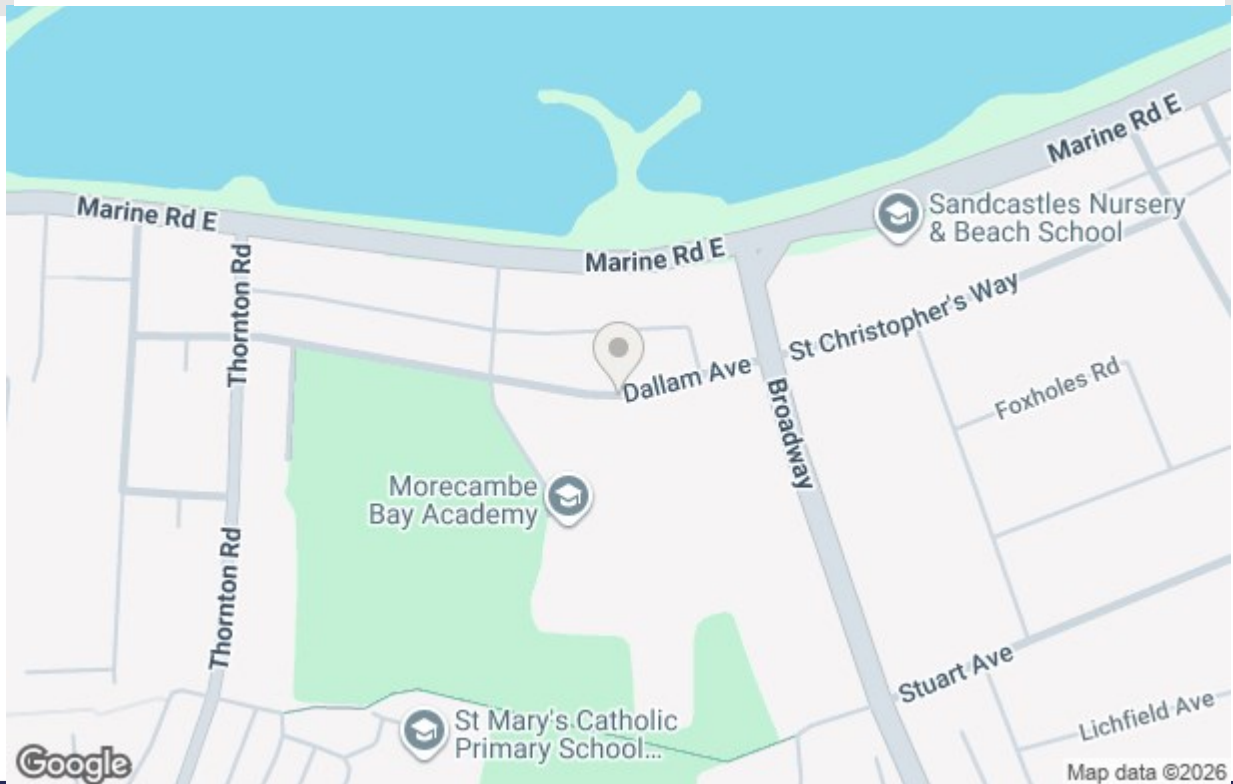 Marine Rd E
Sandcastles Nursery
& Beach School
Marine Rd E
Marine Rd E
Thornton Rd
St Christopher's Way
Dallam Ave
Foxholes Rd
Broadway
Morecambe
Bay Academy
Thornton Rd
Stuart Ave
Lichfield Ave
St Mary's Catholic
Primary School...
Google
Map data ©2026